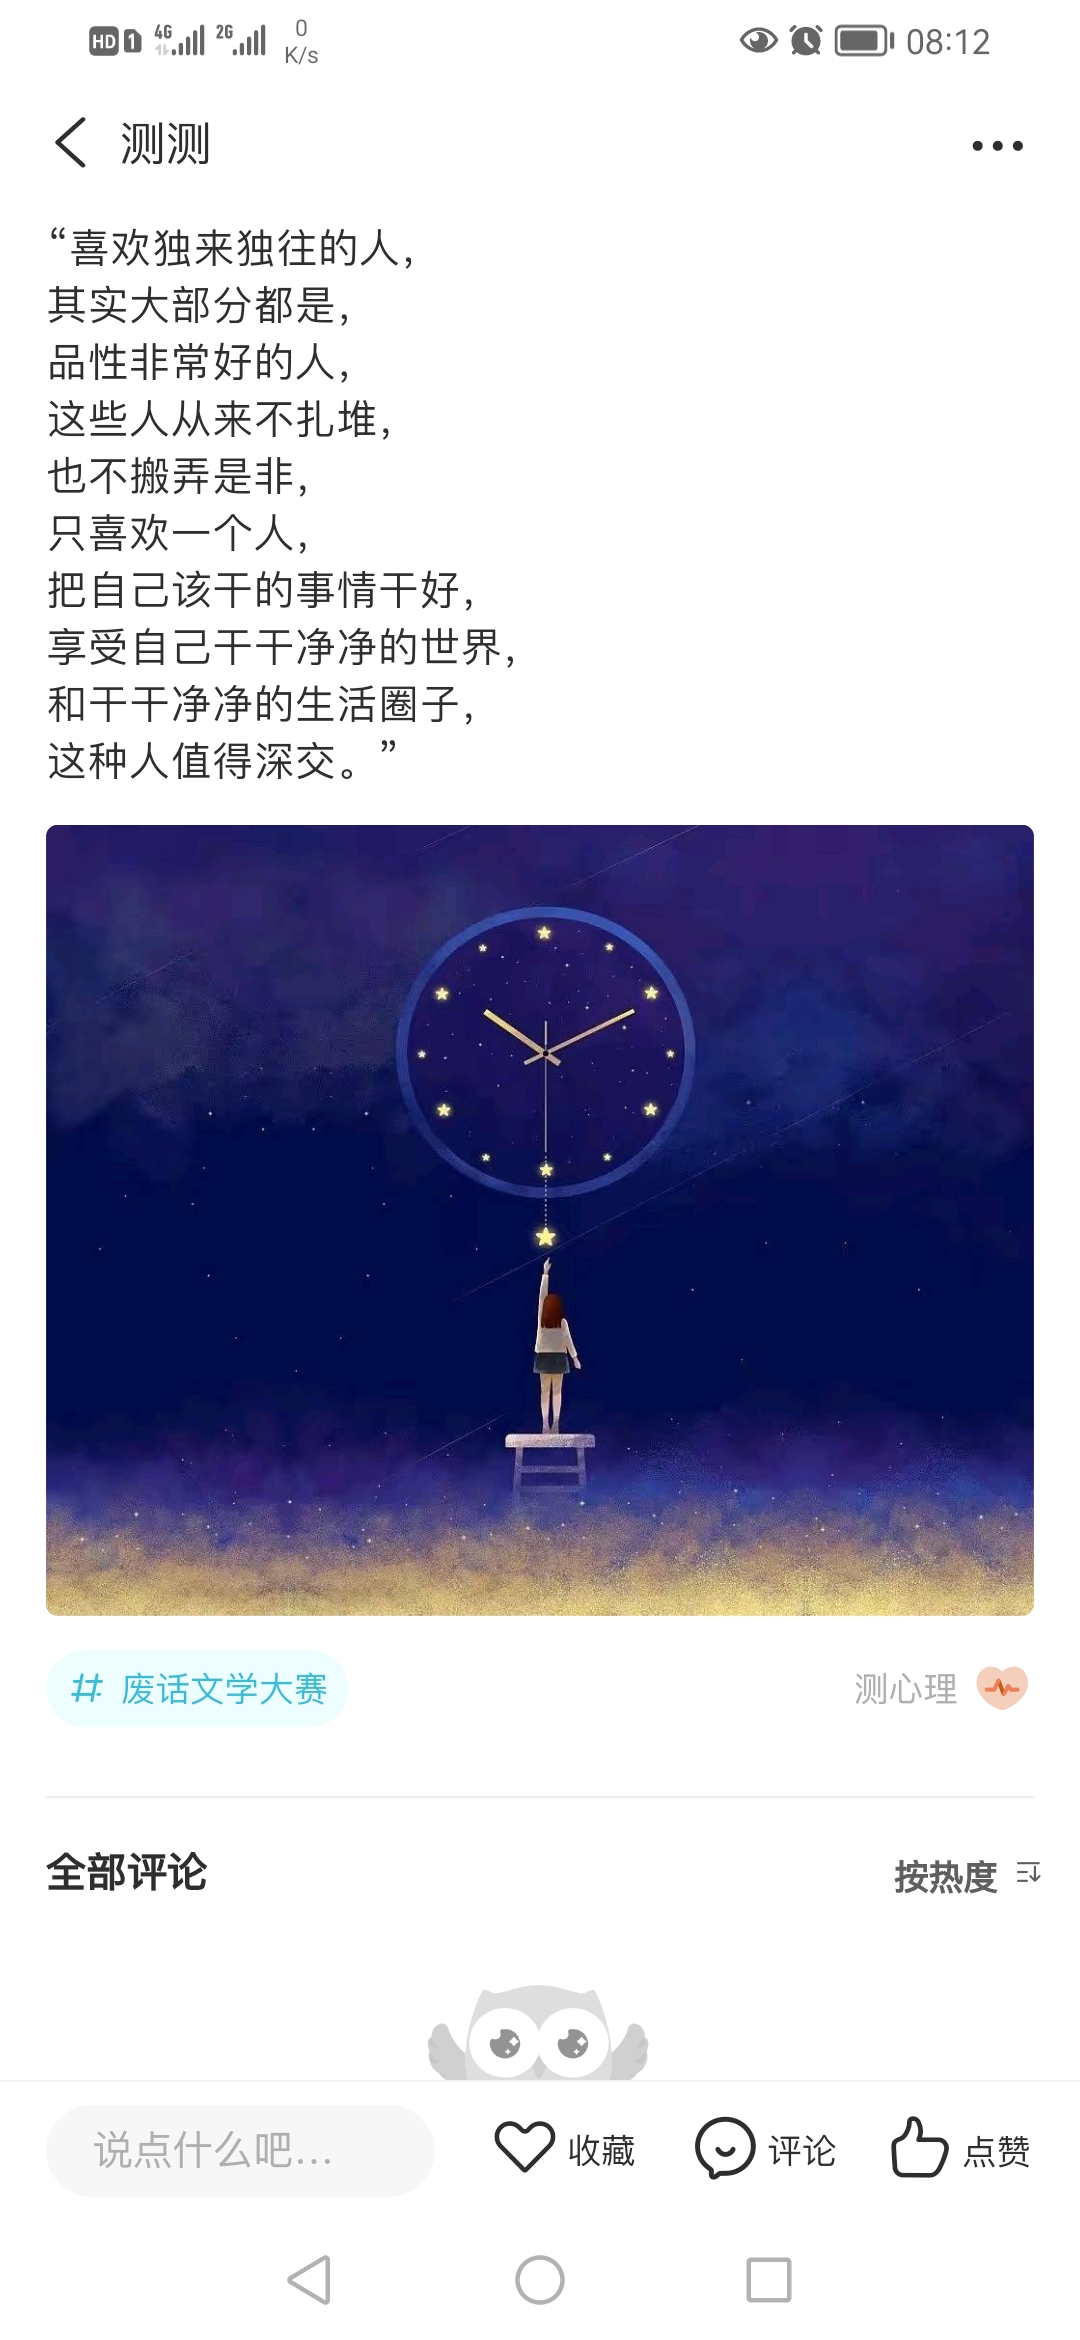 HD 1 4G 2G 0 K/s 08:12
测测
“喜欢独来独往的人，
其实大部分都是，
品性非常好的人，
这些人从来不扎堆，
也不搬弄是非，
只喜欢一个人，
把自己该干的事情干好，
享受自己干干净净的世界，
和干干净净的生活圈子，
这种人值得深交。”
# 废话文学大赛 测心理
全部评论 按热度
说点什么吧... 收藏 评论 点赞